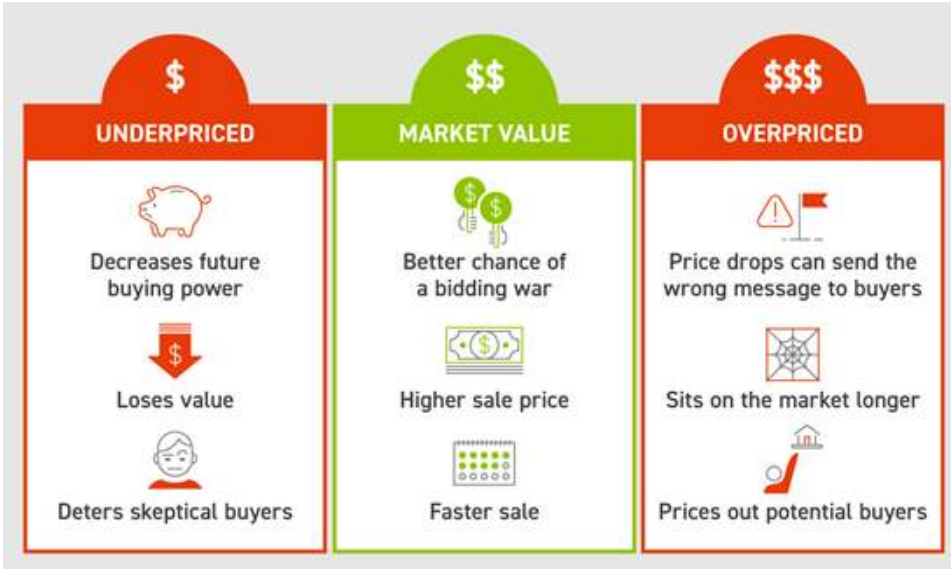 $
UNDERPRICED
Decreases future
buying power
$
Loses value
Deters skeptical buyers
$$
MARKET VALUE
$ $
Better chance of
a bidding war
$
Higher sale price
Faster sale
$$$
OVERPRICED
Price drops can send the
wrong message to buyers
Sits on the market longer
Prices out potential buyers